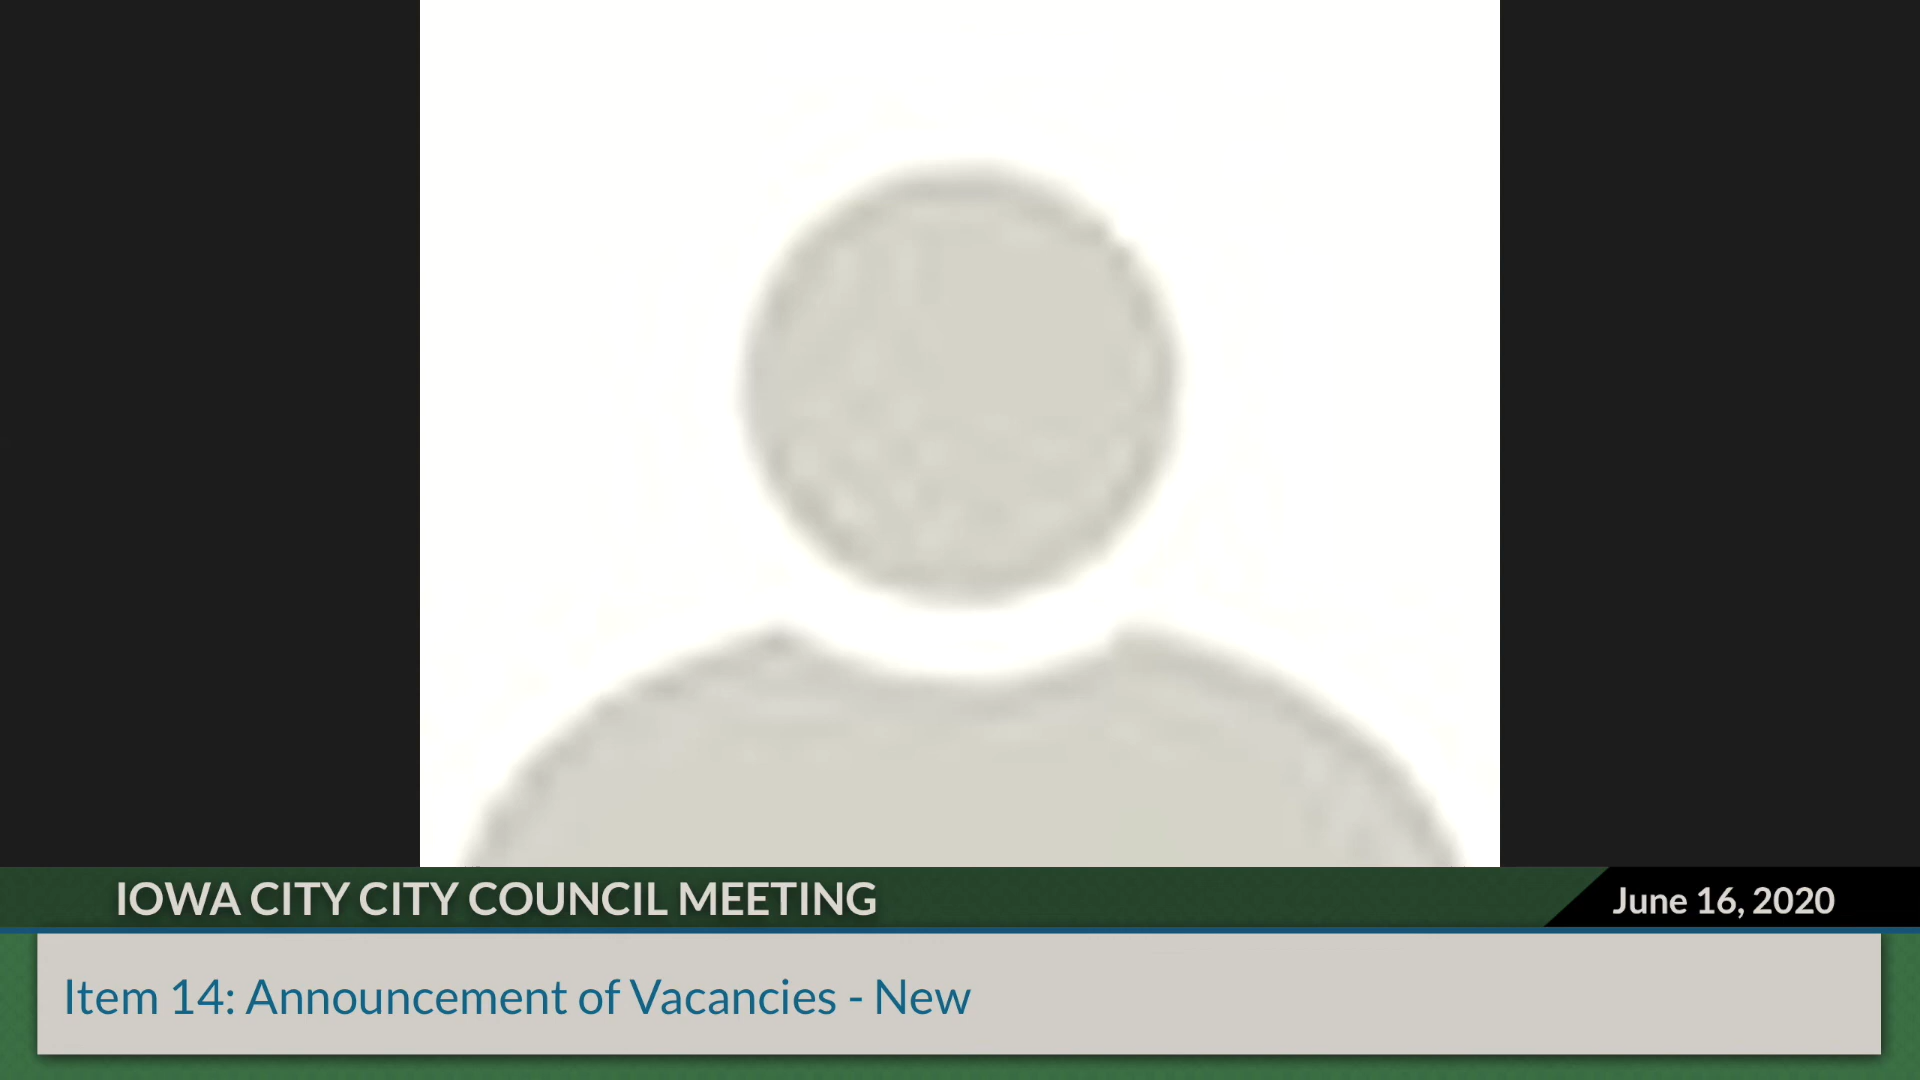 IOWA CITY CITY COUNCIL MEETING
June 16, 2020
Item 14: Announcement of Vacancies - New